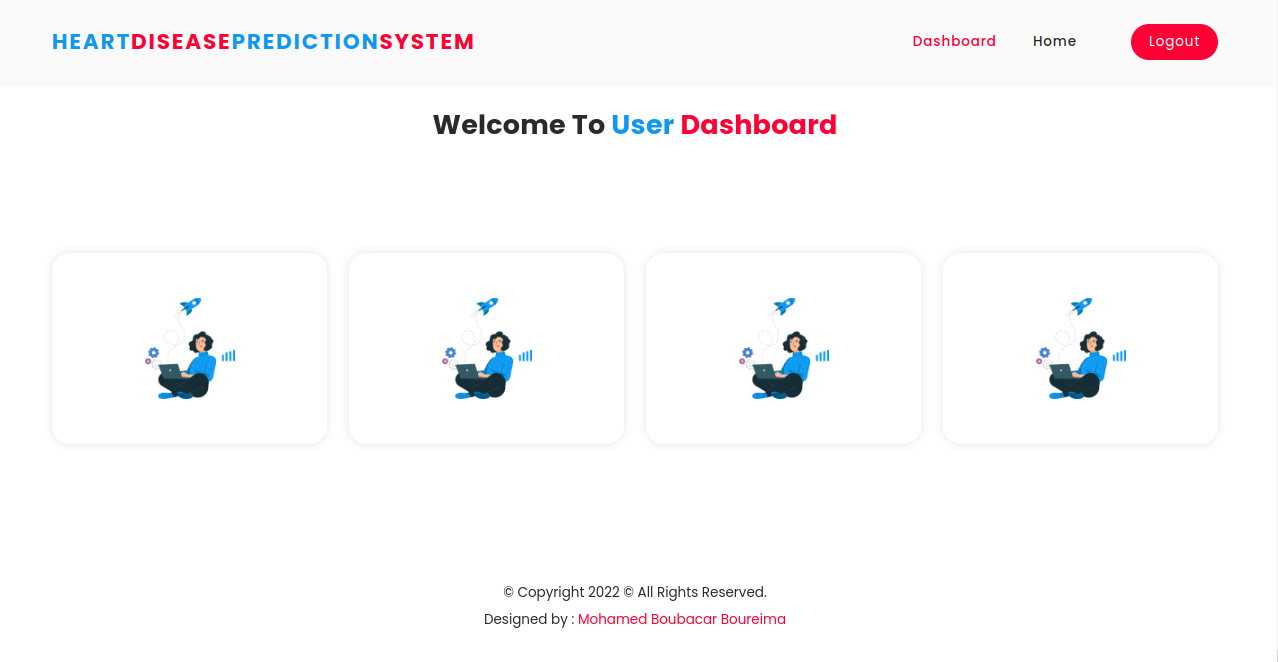 HEARTDISEASEPREDICTIONSYSTEM
Dashboard
Home
Logout
Welcome To User Dashboard
© Copyright 2022 © All Rights Reserved.
Designed by : Mohamed Boubacar Boureima